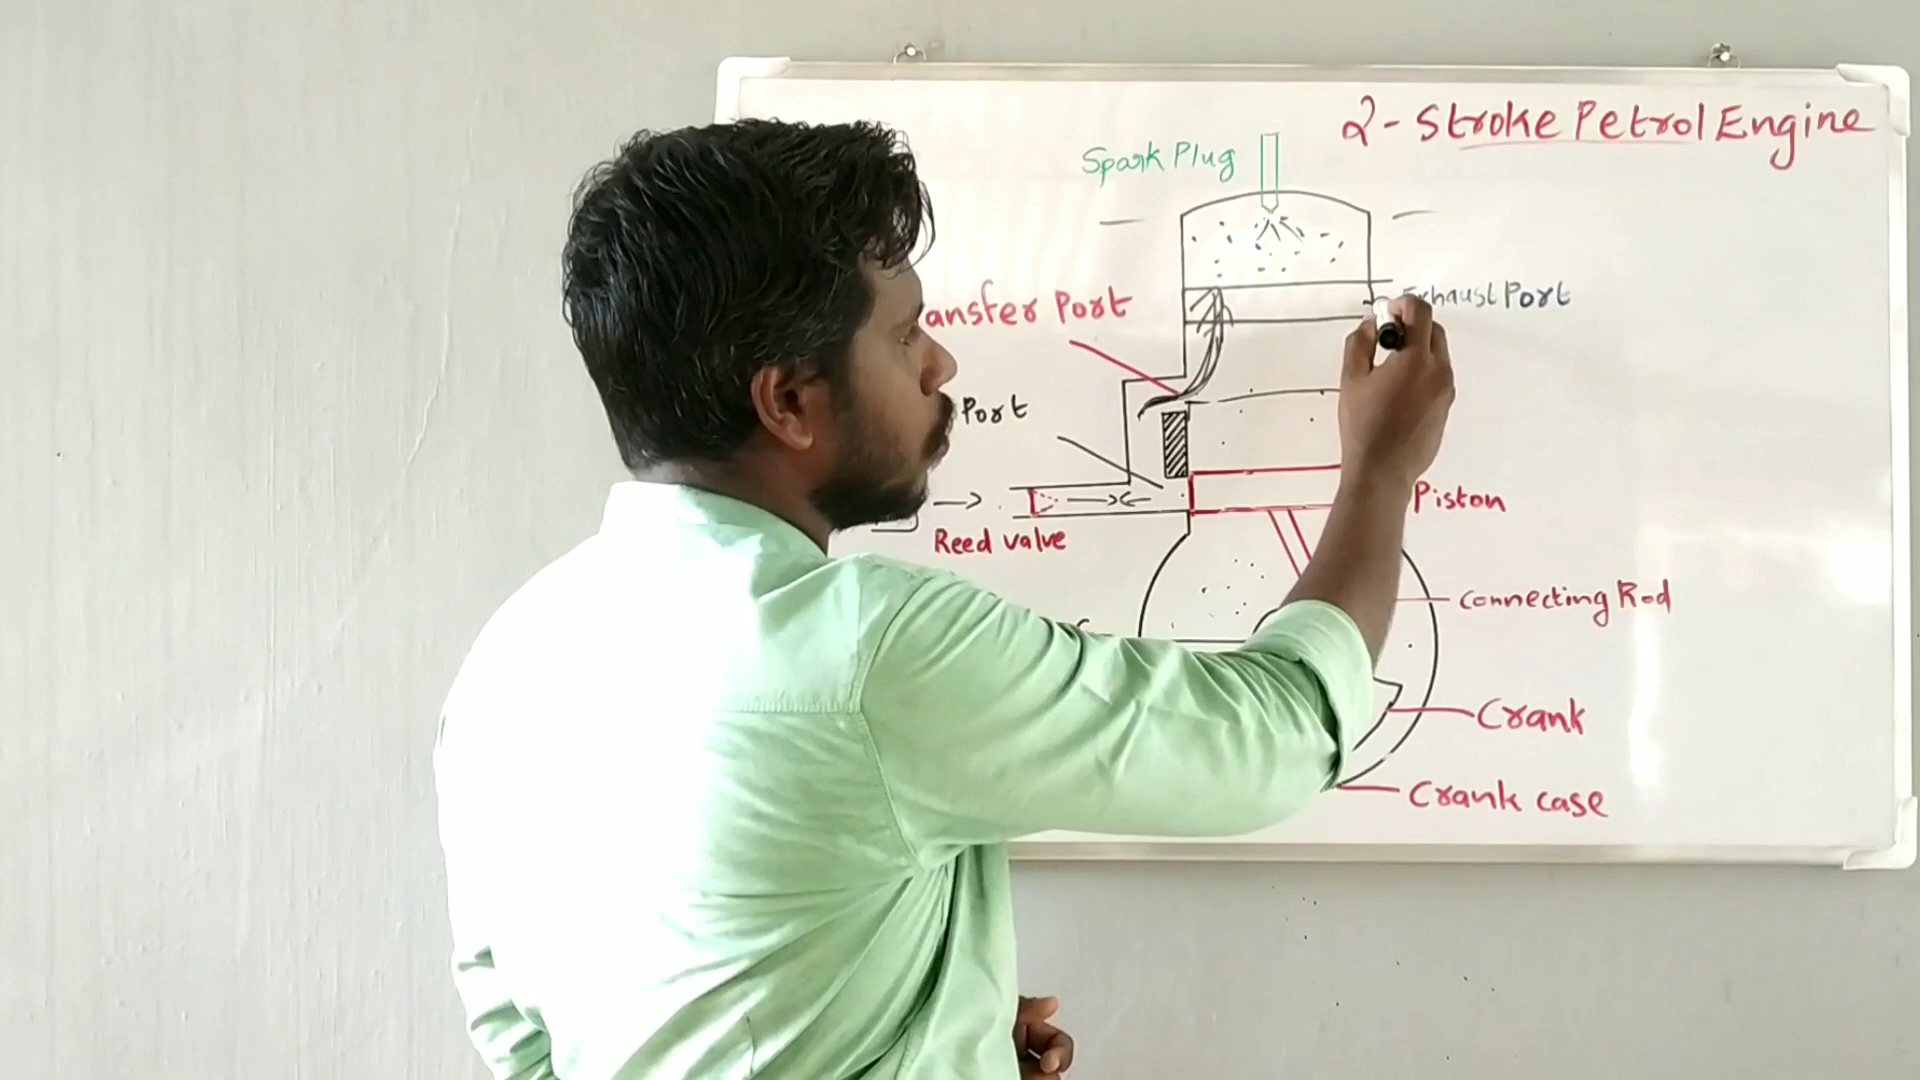 2-Stroke Petrol Engine
Spark Plug
ansfer Port
Exhaust Port
Port
Piston
Reed valve
Connecting Rod
Crank
Crank case